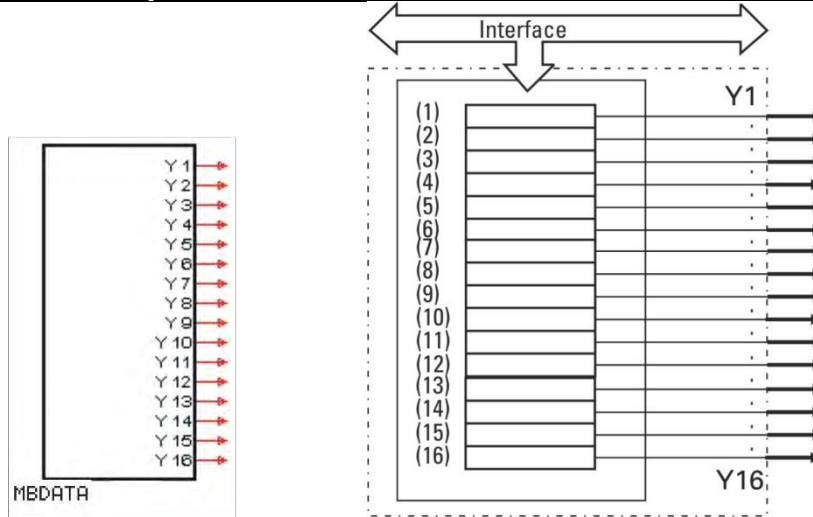 Y 1
Y 2
Y 3
Y 4
Y 5
Y 6
Y 7
Y 8
Y 9
Y 10
Y 11
Y 12
Y 13
Y 14
Y 15
Y 16
MBDATA
Interface
Y1
(1)
(2)
(3)
(4)
(5)
(6)
(7)
(8)
(9)
(10)
(11)
(12)
(13)
(14)
(15)
(16)
Y16